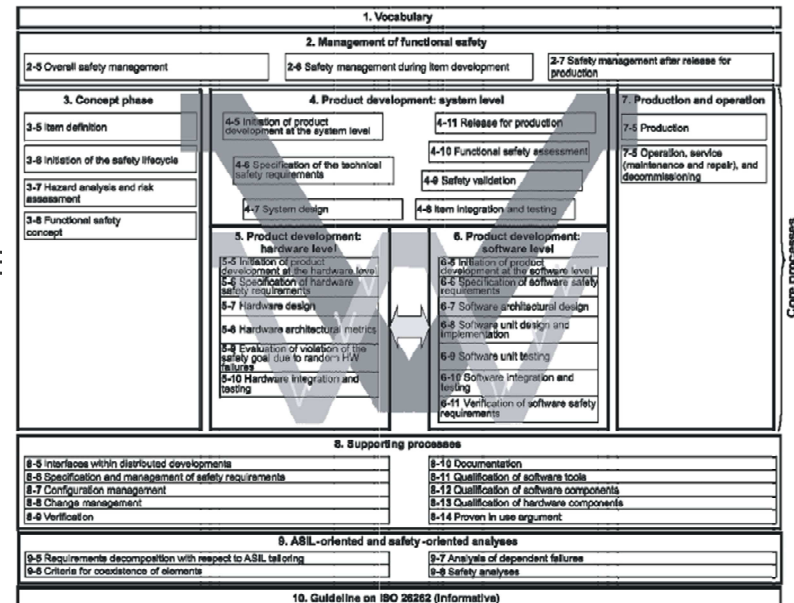 1. Vocabulary
2. Management of functional safety
2-5 Overall safety management
2-6 Safety management during item development
2-7 Safety management after release for
production
3. Concept phase
3-5 Item definition
3-6 Initiation of the safety lifecycle
3-7 Hazard analysis and risk
assessment
3-8 Functional safety
concept
4. Product development: system level
4-5 Initiation of product
development at the system level
4-6 Specification of the technical
safety requirements
4-7 System design
4-11 Release for production
4-10 Functional safety assessment
4-9 Safety validation
4-8 Item integration and testing
7. Production and operation
7-5 Production
7-6 Operation, service
(maintenance and repair), and
decommissioning
5. Product development:
hardware level
5-5 Initiation of product
development at the hardware level
5-6 Specification of hardware
safety requirements
5-7 Hardware design
5-8 Hardware architectural metrics
5-9 Evaluation of violation of the
safety goal due to random HW
failures
5-10 Hardware integration and
testing
6. Product development:
software level
6-5 Initiation of product
development at the software level
6-6 Specification of software safety
requirements
6-7 Software architectural design
6-8 Software unit design and
implementation
6-9 Software unit testing
6-10 Software integration and
testing
6-11 Verification of software safety
requirements
Core processes
8. Supporting processes
8-5 Interfaces within distributed developments
8-6 Specification and management of safety requirements
8-7 Configuration management
8-8 Change management
8-9 Verification
8-10 Documentation
8-11 Qualification of software tools
8-12 Qualification of software components
8-13 Qualification of hardware components
8-14 Proven in use argument
9. ASIL-oriented and safety-oriented analyses
9-5 Requirements decomposition with respect to ASIL tailoring
9-6 Criteria for coexistence of elements
9-7 Analysis of dependent failures
9-8 Safety analyses
10. Guideline on ISO 26262 (Informative)